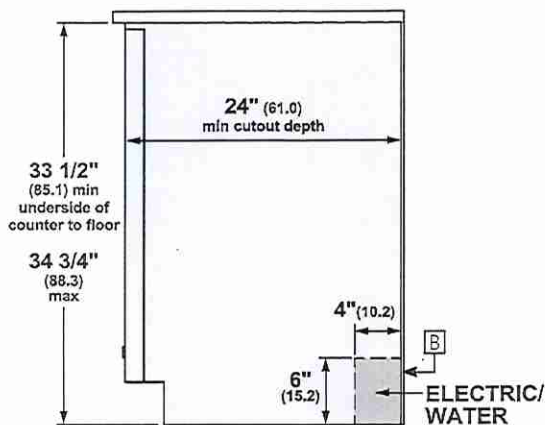 24" (61.0)
min cutout depth
33 1/2"
(85.1) min
underside of
counter to floor
34 3/4"
(88.3)
max
4" (10.2)
B
6"
(15.2)
ELECTRIC/
WATER